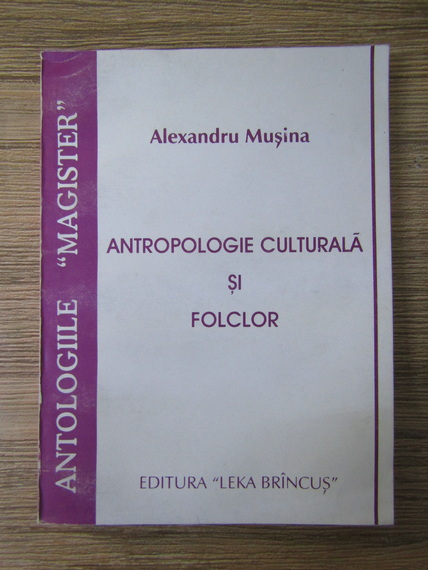 ANTOLOGIILE "MAGISTER"
Alexandru Mușina
ANTROPOLOGIE CULTURALĂ
ȘI
FOLCLOR
EDITURA "LEKA BRÎNCUȘ"